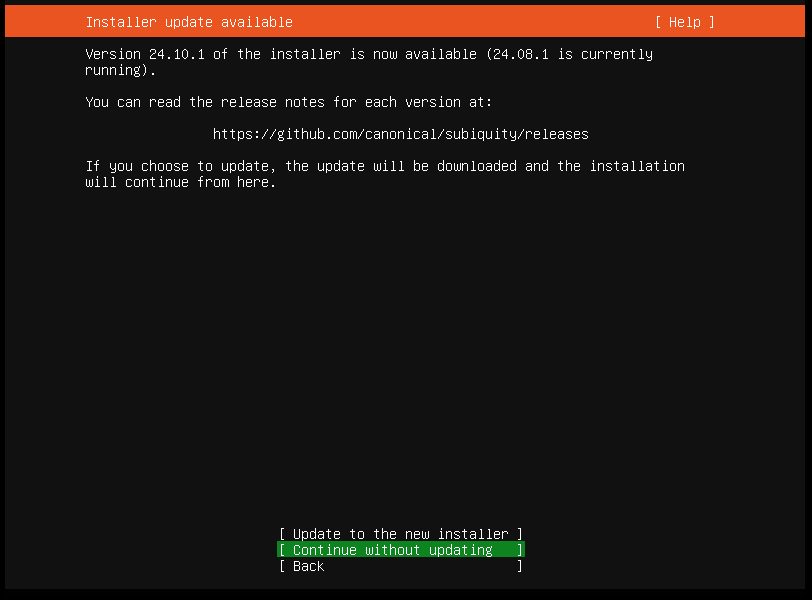 Installer update available [ Help ]
Version 24.10.1 of the installer is now available (24.08.1 is currently
running).
You can read the release notes for each version at:
https://github.com/canonical/subiquity/releases
If you choose to update, the update will be downloaded and the installation
will continue from here.
[ Update to the new installer ]
[ Continue without updating ]
[ Back ]